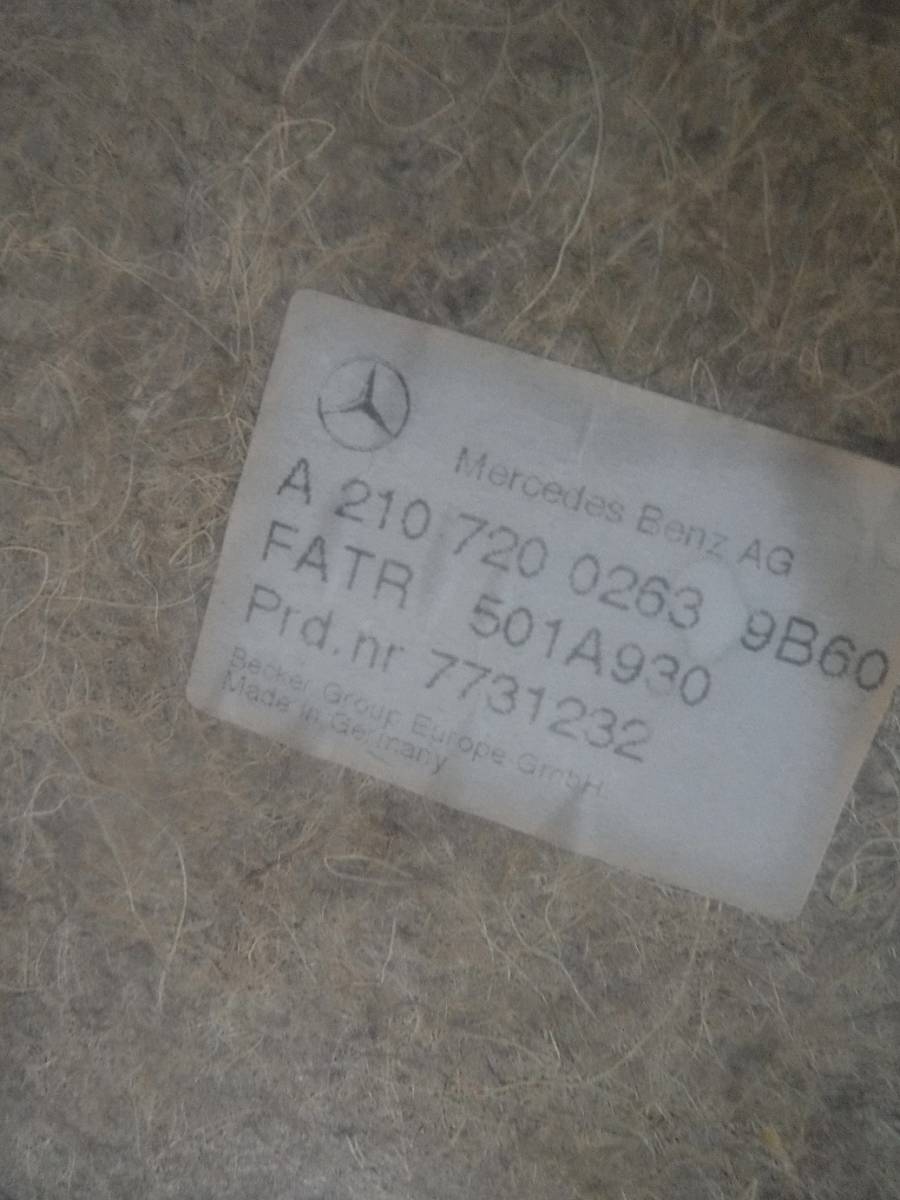 Mercedes Benz AG
A 210 720 0263 9B60
FATR 501A930
Prd.nr 7731232
Becker Group Europe GmbH
Made in Germany